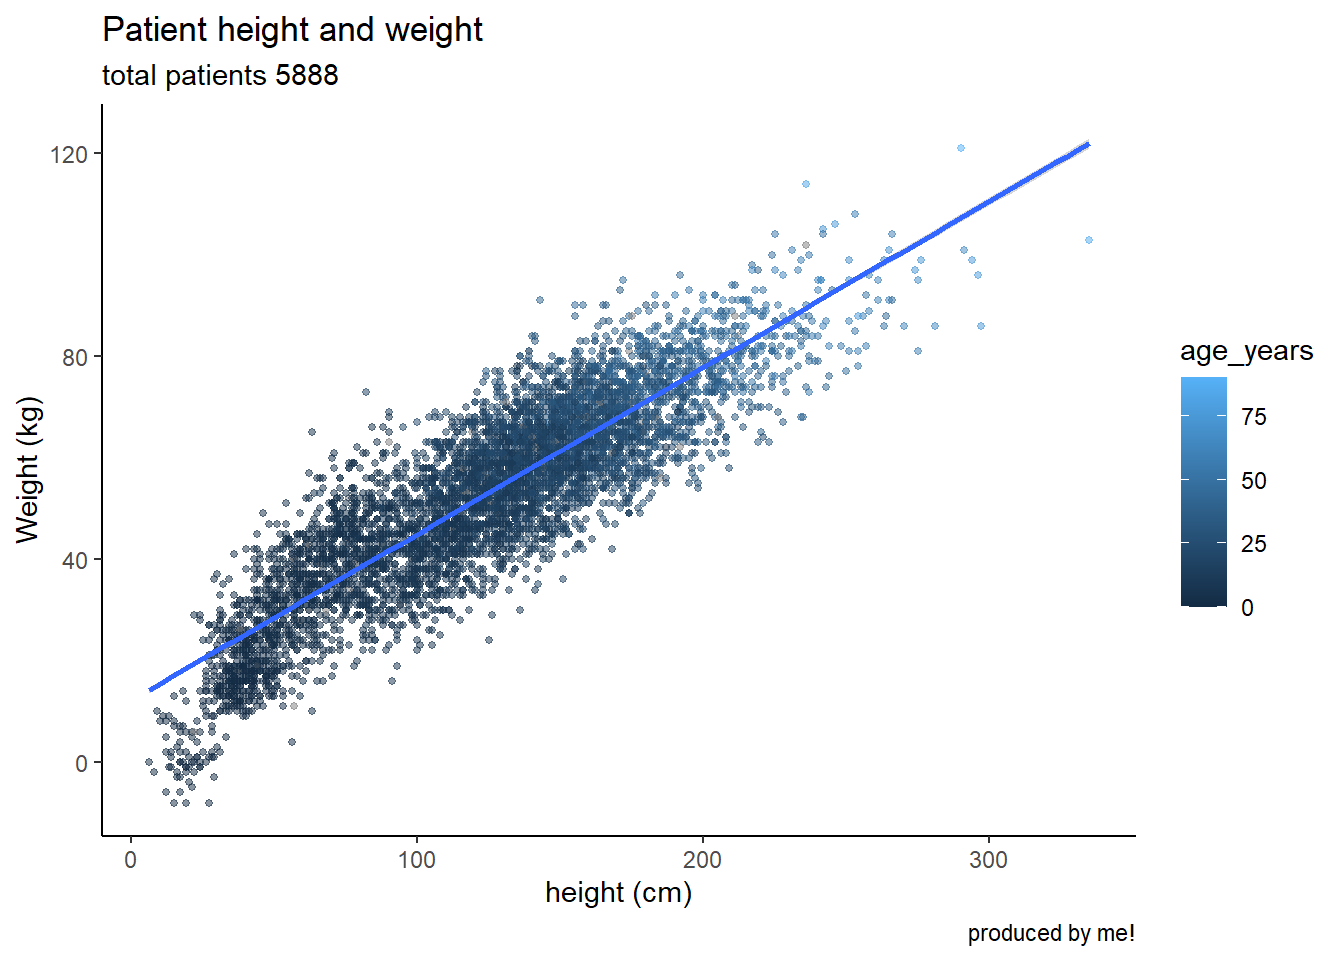 Patient height and weight
total patients 5888
120
80
40
0
Weight (kg)
0 100 200 300
height (cm)
age_years
75
50
25
0
produced by me!